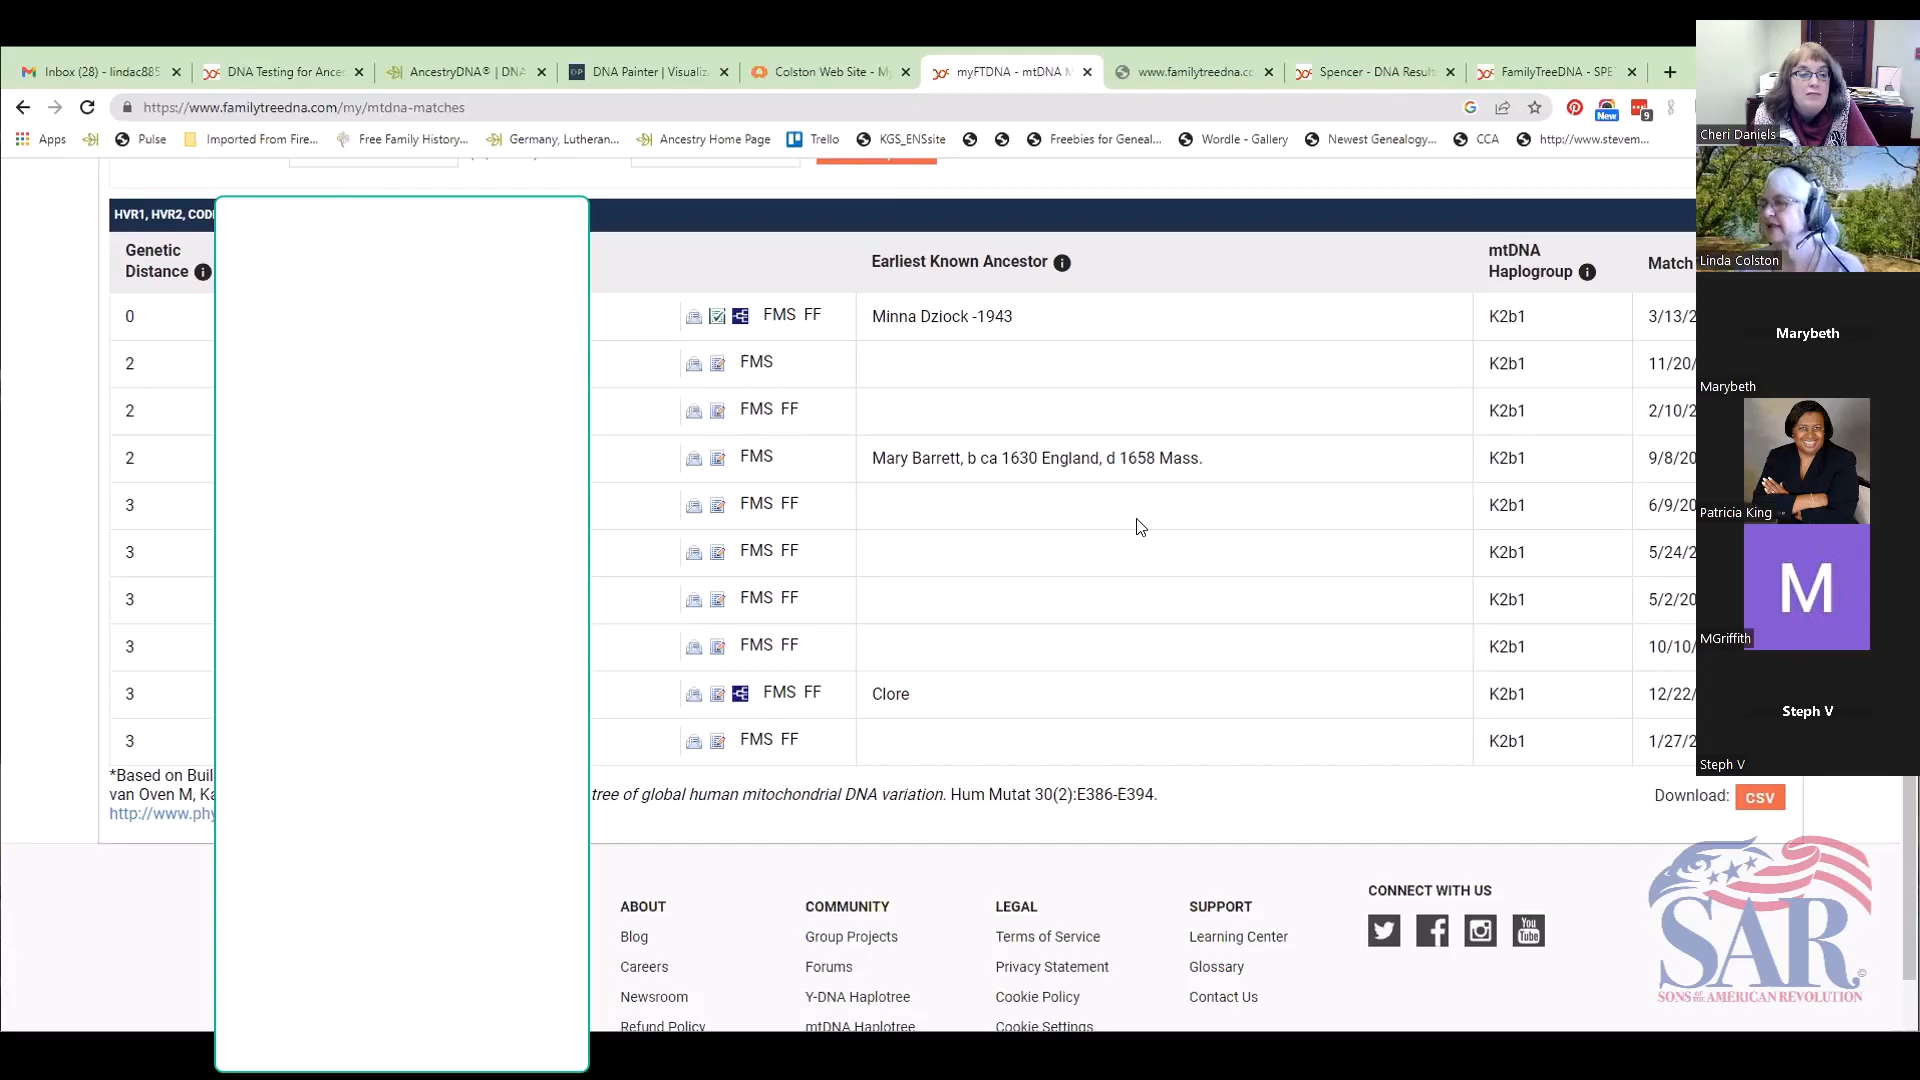 Inbox (28) - lindac885
DNA Testing for Ance
AncestryDNA® | DNA
DNA Painter | Visualiz
Colston Web Site - M
myFTDNA - mtDNA M
www.familytreedna.cc
Spencer - DNA Result
FamilyTreeDNA - SPE
https://www.familytreedna.com/my/mtdna-matches
New
9
Apps
Pulse
Imported From Fire...
Free Family History...
Germany, Lutheran...
Ancestry Home Page
Trello
KGS_ENSsite
Freebies for Geneal...
Wordle - Gallery
Newest Genealogy...
CCA
http://www.stevem...
HVR1, HVR2, CODI
Genetic
Distance
Earliest Known Ancestor
mtDNA
Haplogroup
Match
0 FMS FF Minna Dziock -1943 K2b1 3/13/2
2 FMS K2b1 11/20/
2 FMS FF K2b1 2/10/2
2 FMS Mary Barrett, b ca 1630 England, d 1658 Mass. K2b1 9/8/20
3 FMS FF K2b1 6/9/20
3 FMS FF K2b1 5/24/2
3 FMS FF K2b1 5/2/20
3 FMS FF K2b1 10/10/
3 FMS FF Clore K2b1 12/22/
3 FMS FF K2b1 1/27/2
*Based on Buil
van Oven M, Ka tree of global human mitochondrial DNA variation. Hum Mutat 30(2):E386-E394.
http://www.phy
Download: CSV
ABOUT
Blog
Careers
Newsroom
Refund Policy
COMMUNITY
Group Projects
Forums
Y-DNA Haplotree
mtDNA Haplotree
LEGAL
Terms of Service
Privacy Statement
Cookie Policy
Cookie Settings
SUPPORT
Learning Center
Glossary
Contact Us
CONNECT WITH US
You
Tube
SAR
©
SONS OF THE AMERICAN REVOLUTION
Cheri Daniels
Linda Colston
Marybeth
Marybeth
Patricia King
M
MGriffith
Steph V
Steph V